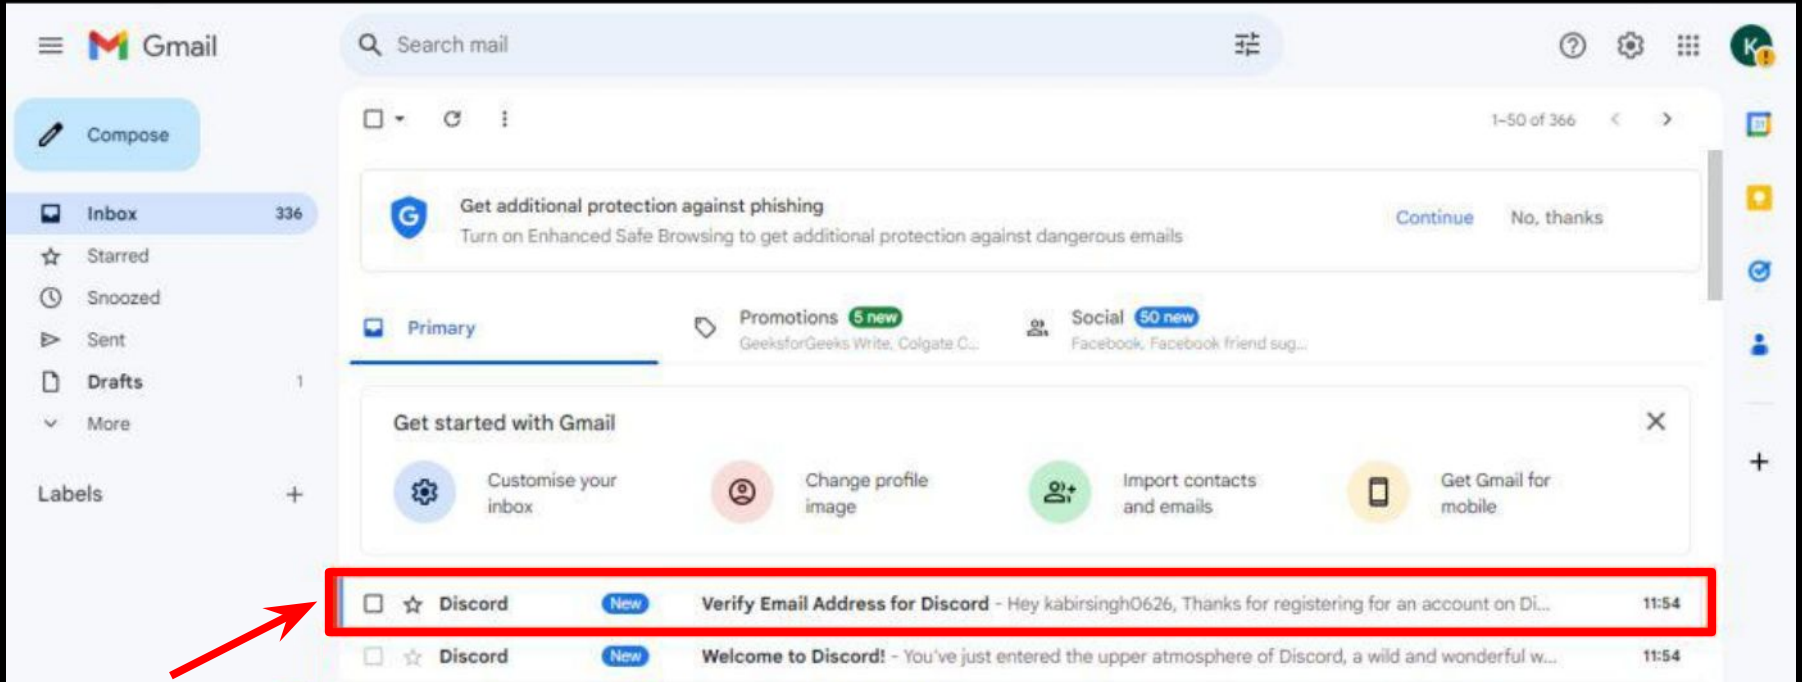 Gmail
Search mail
K
Compose
1–50 of 366
31
Inbox 336
G
Get additional protection against phishing
Turn on Enhanced Safe Browsing to get additional protection against dangerous emails
Continue No, thanks
Starred
Snoozed
Sent
Drafts 1
More
Labels
Primary
Promotions 5 new
GeeksforGeeks Write, Colgate C...
Social 50 new
Facebook, Facebook friend sug...
Get started with Gmail
Customise your
inbox
Change profile
image
Import contacts
and emails
Get Gmail for
mobile
Discord New Verify Email Address for Discord - Hey kabirsingh0626, Thanks for registering for an account on Di... 11:54
Discord New Welcome to Discord! - You've just entered the upper atmosphere of Discord, a wild and wonderful w... 11:54